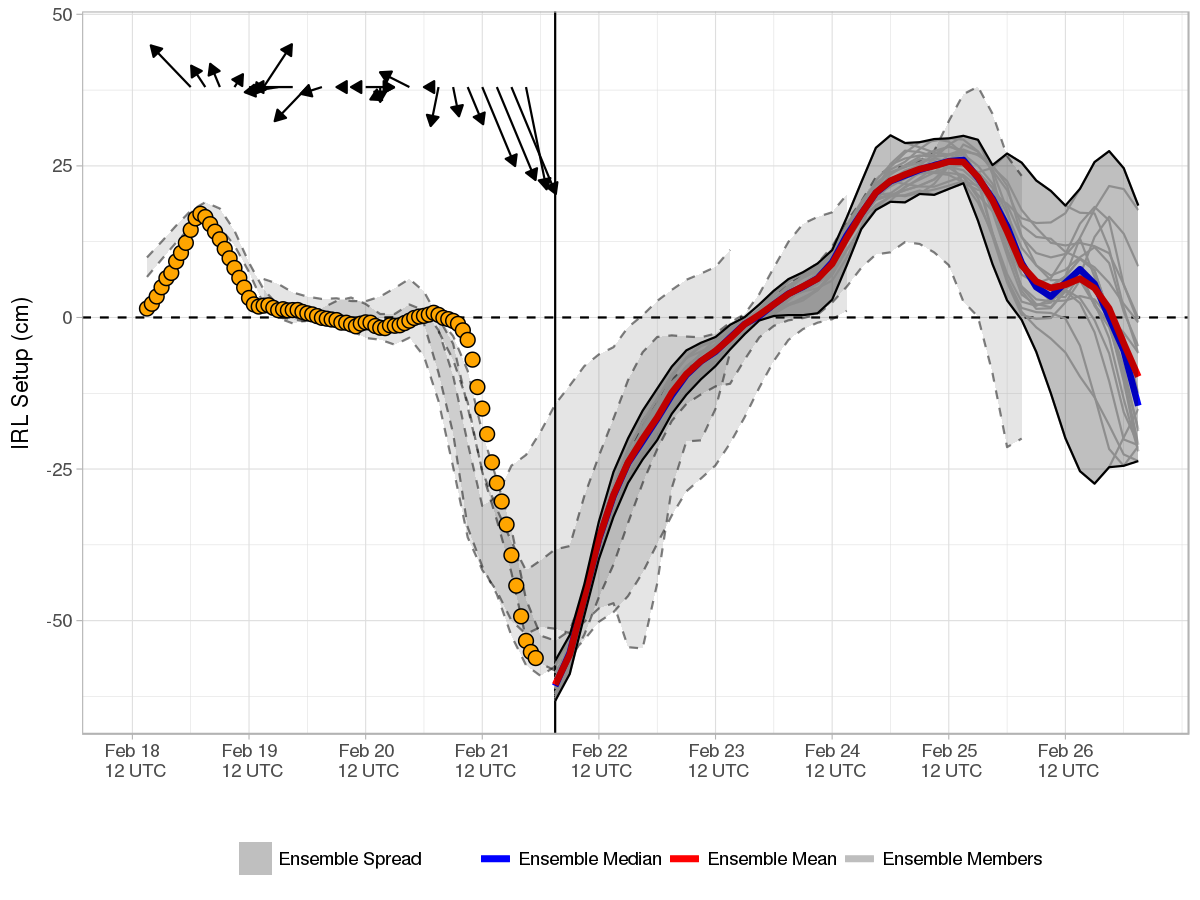 IRL Setup (cm)
50
25
0
-25
-50
Feb 18 Feb 19 Feb 20 Feb 21 Feb 22 Feb 23 Feb 24 Feb 25 Feb 26
12 UTC 12 UTC 12 UTC 12 UTC 12 UTC 12 UTC 12 UTC 12 UTC 12 UTC
Ensemble Spread Ensemble Median Ensemble Mean Ensemble Members